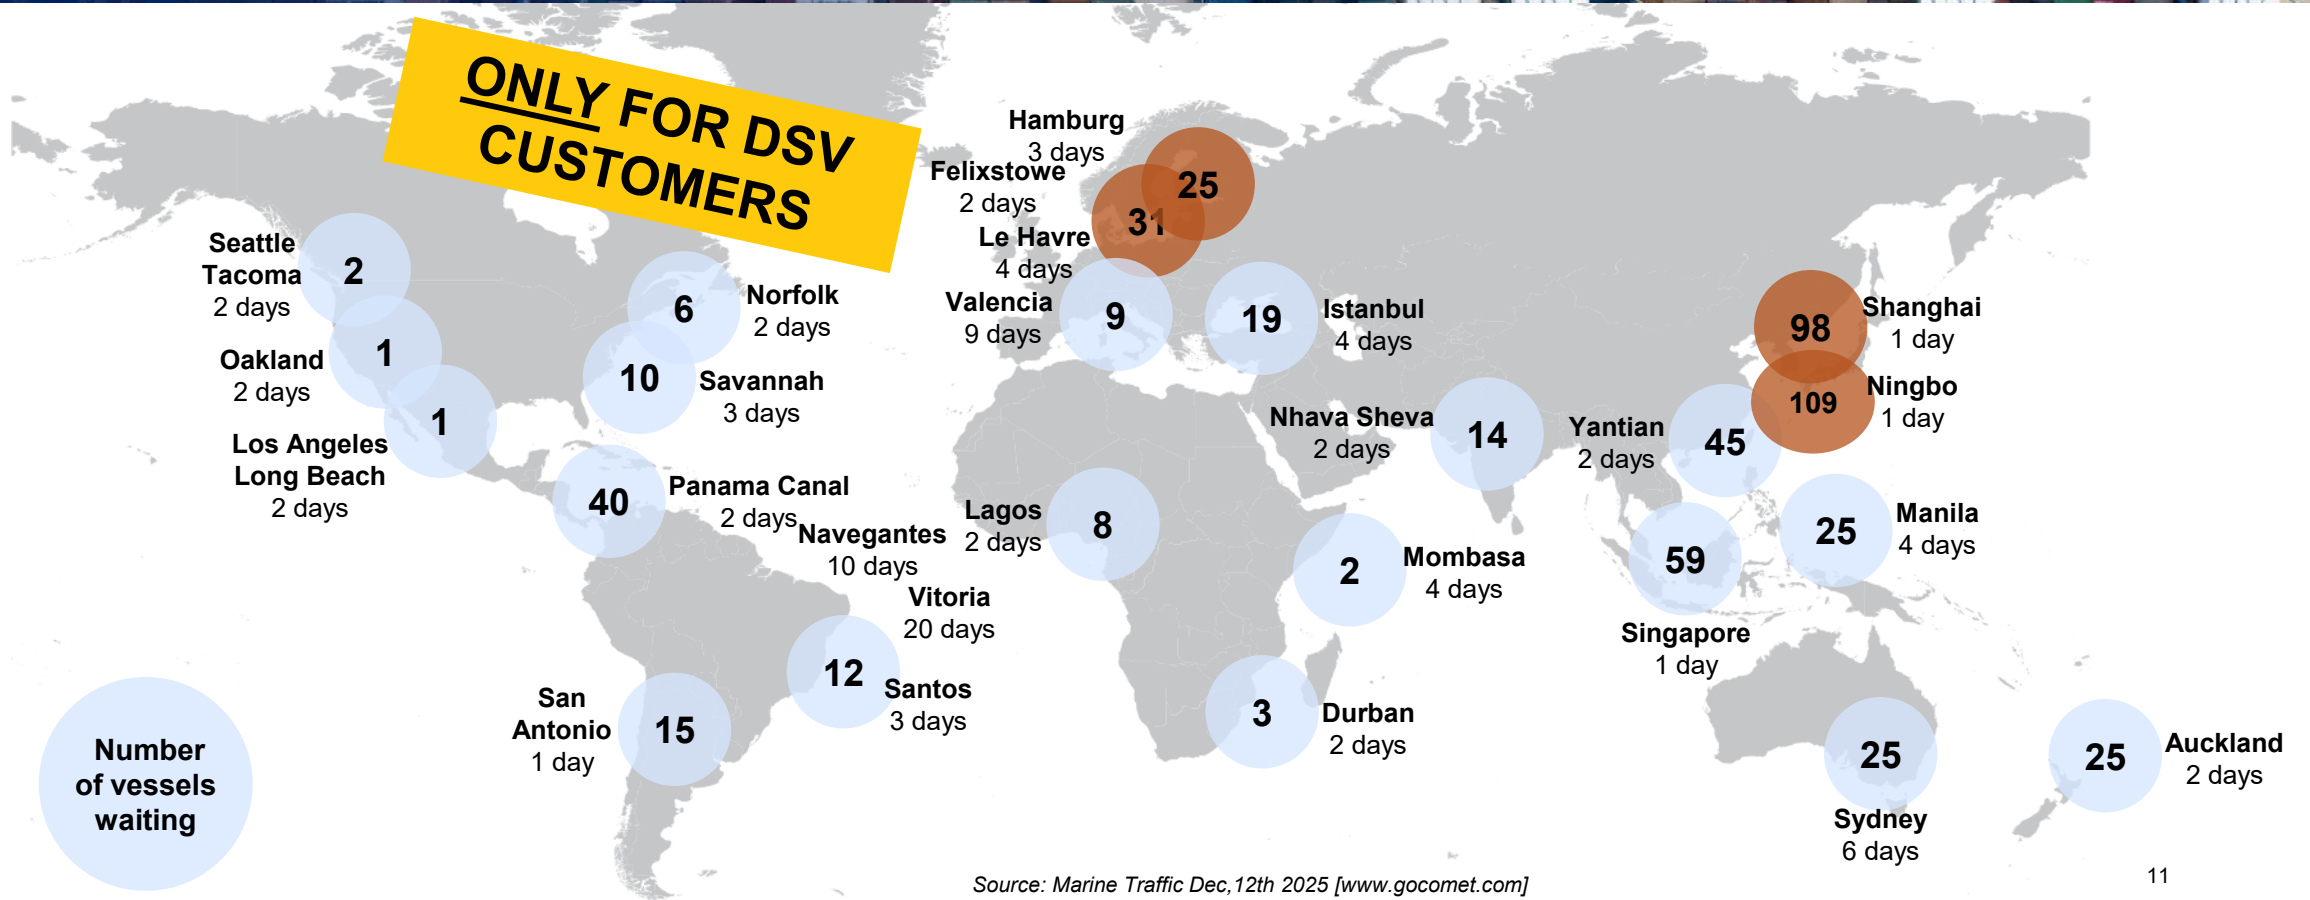 ONLY FOR DSV
CUSTOMERS
Hamburg
3 days
Felixstowe
2 days
Le Havre
4 days
Valencia
9 days
25
31
9
19
Istanbul
4 days
Seattle
Tacoma
2 days
2
Oakland
2 days
1
Los Angeles
Long Beach
2 days
1
6
Norfolk
2 days
10
Savannah
3 days
40
Panama Canal
2 days
Navegantes
10 days
Vitoria
20 days
12
Santos
3 days
San
Antonio
1 day
15
Lagos
2 days
8
2
Mombasa
4 days
3
Durban
2 days
Nhava Sheva
2 days
14
Yantian
2 days
45
98
Shanghai
1 day
109
Ningbo
1 day
25
Manila
4 days
59
Singapore
1 day
25
Sydney
6 days
25
Auckland
2 days
Number
of vessels
waiting
Source: Marine Traffic Dec,12th 2025 [www.gocomet.com]
11